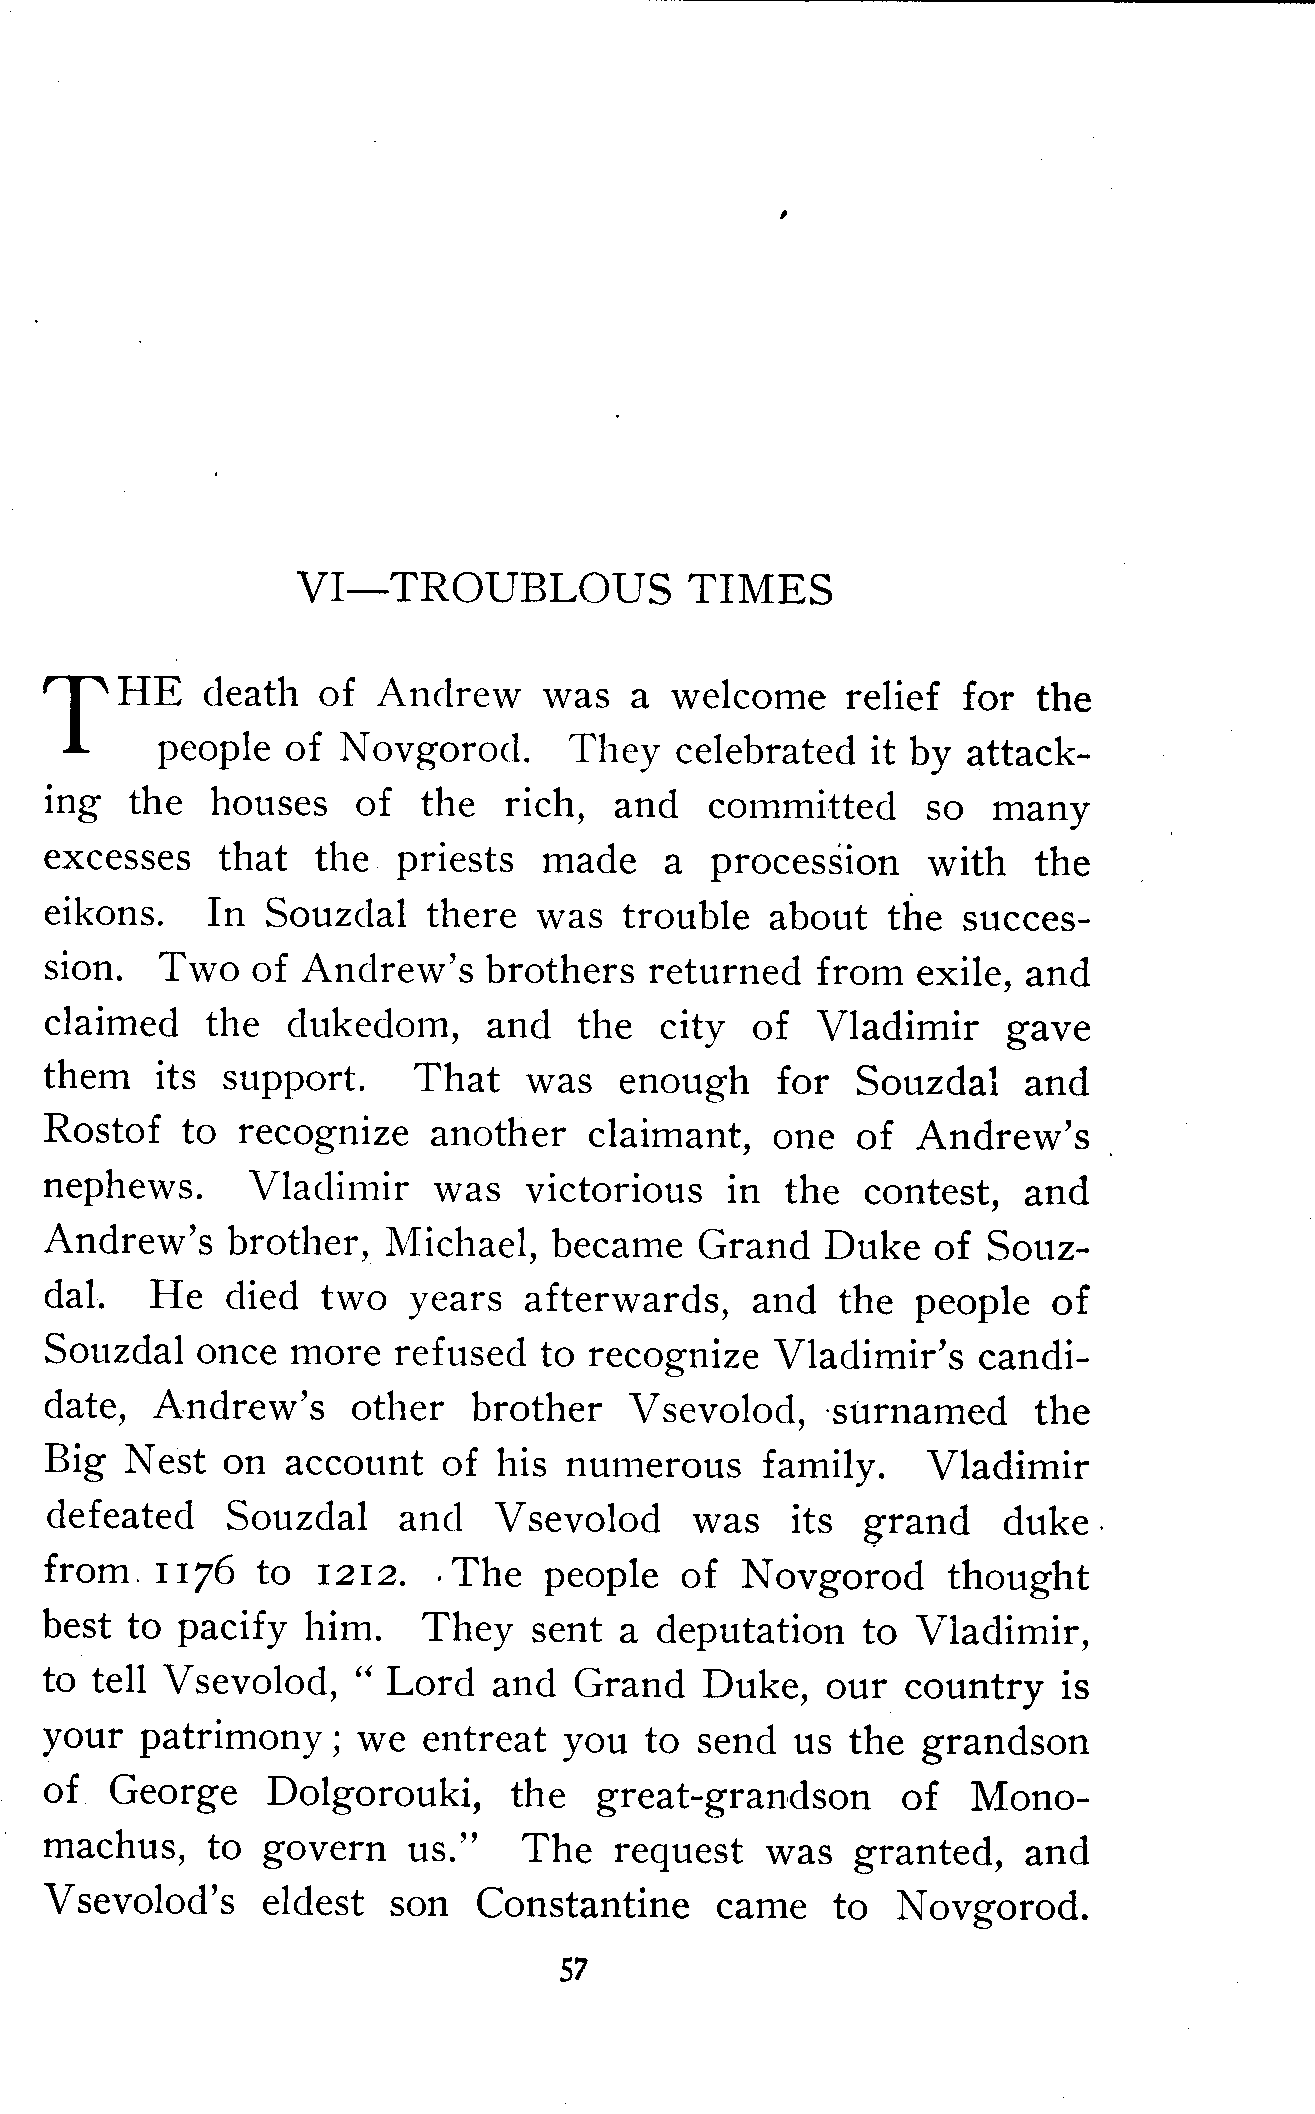 VI—TROUBLOUS TIMES
THE death of Andrew was a welcome relief for the
people of Novgorod. They celebrated it by attack-
ing the houses of the rich, and committed so many
excesses that the priests made a procession with the
eikons. In Souzdal there was trouble about the succes-
sion. Two of Andrew's brothers returned from exile, and
claimed the dukedom, and the city of Vladimir gave
them its support. That was enough for Souzdal and
Rostof to recognize another claimant, one of Andrew's
nephews. Vladimir was victorious in the contest, and
Andrew's brother, Michael, became Grand Duke of Souz-
dal. He died two years afterwards, and the people of
Souzdal once more refused to recognize Vladimir's candi-
date, Andrew's other brother Vsevolod, surnamed the
Big Nest on account of his numerous family. Vladimir
defeated Souzdal and Vsevolod was its grand duke
from 1176 to 1212. The people of Novgorod thought
best to pacify him. They sent a deputation to Vladimir,
to tell Vsevolod, "Lord and Grand Duke, our country is
your patrimony; we entreat you to send us the grandson
of George Dolgorouki, the great-grandson of Mono-
machus, to govern us." The request was granted, and
Vsevolod's eldest son Constantine came to Novgorod.
57